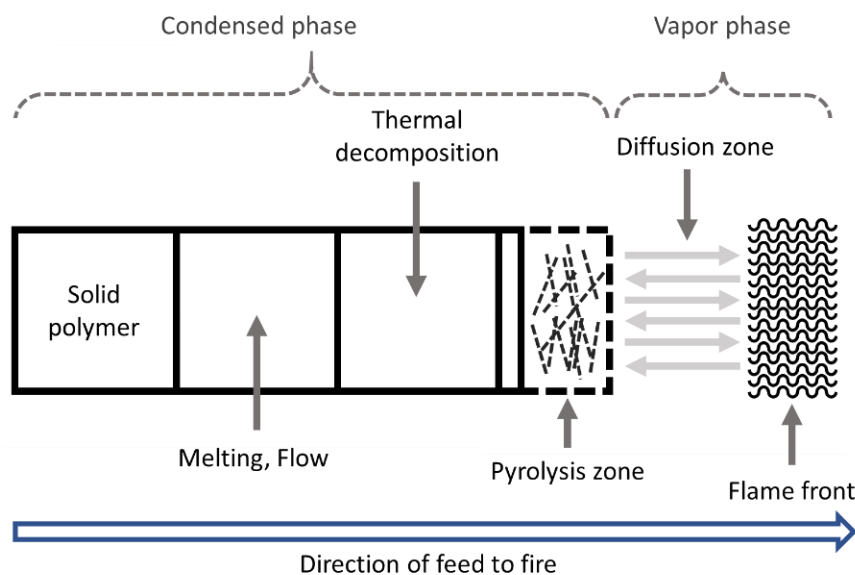 Condensed phase
Vapor phase
Thermal
decomposition
Diffusion zone
Solid
polymer
Melting, Flow
Pyrolysis zone
Flame front
Direction of feed to fire